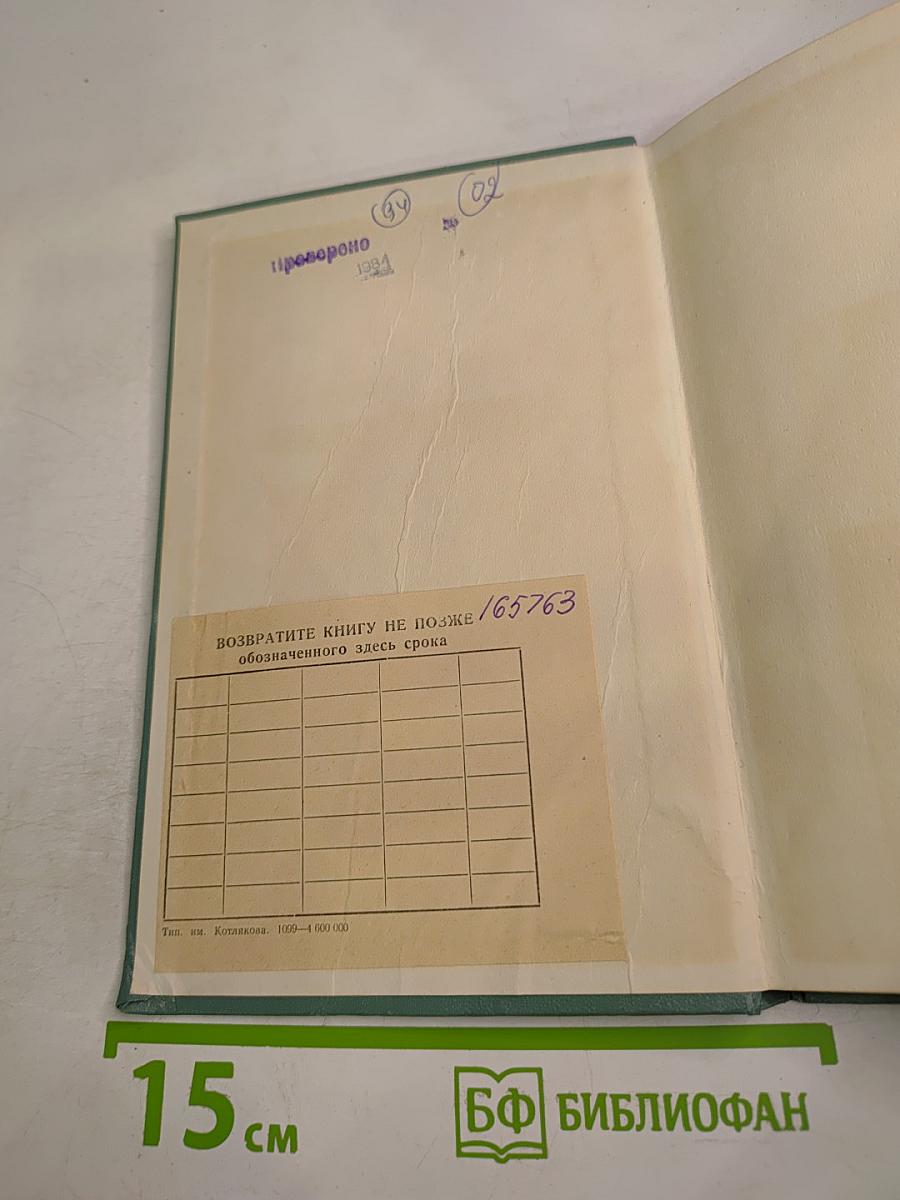 94
02
Проверено
1984
165763
ВОЗВРАТИТЕ КНИГУ НЕ ПОЗЖЕ
обозначенного здесь срока
Тип. им. Котлякова. 1099—4 600 000
15 см
БФ БИБЛИОФАН